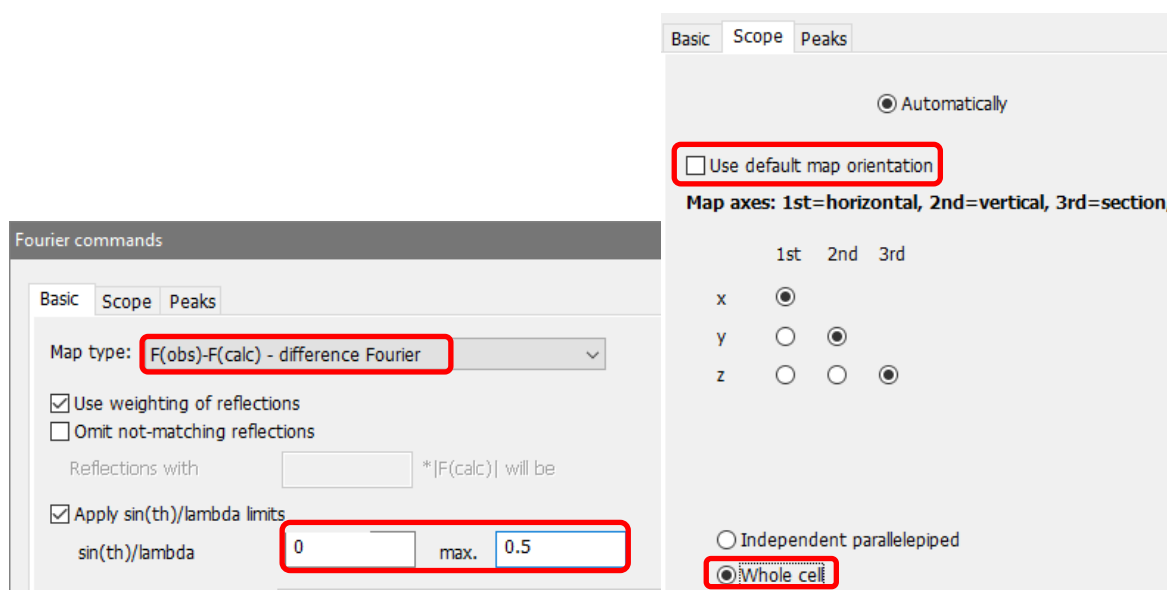 Fourier commands
Basic Scope Peaks
Map type: F(obs)-F(calc) - difference Fourier
Use weighting of reflections
Omit not-matching reflections
Reflections with *|F(calc)| will be
Apply sin(th)/lambda limits
sin(th)/lambda 0 max. 0.5
Basic Scope Peaks
Automatically
Use default map orientation
Map axes: 1st=horizontal, 2nd=vertical, 3rd=section,
1st 2nd 3rd
x
y
z
Independent parallelepiped
Whole cell